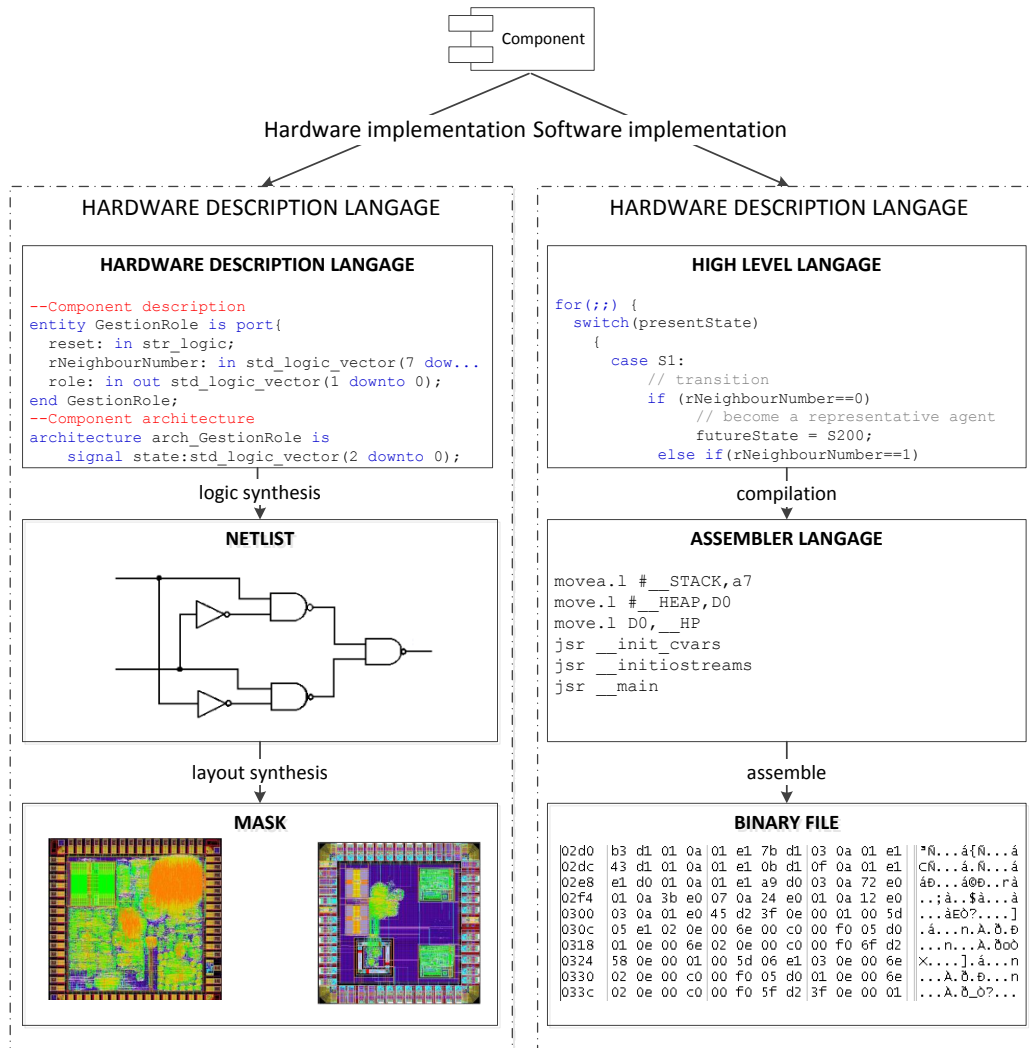 Component
Hardware implementation
Software implementation
HARDWARE DESCRIPTION LANGAGE
HARDWARE DESCRIPTION LANGAGE
--Component description
entity GestionRole is port{
reset: in str_logic;
rNeighbourNumber: in std_logic_vector(7 dow...
role: in out std_logic_vector(1 downto 0);
end GestionRole;
--Component architecture
architecture arch_GestionRole is
signal state:std_logic_vector(2 downto 0);
logic synthesis
NETLIST
layout synthesis
MASK
HARDWARE DESCRIPTION LANGAGE
HIGH LEVEL LANGAGE
for(;;) {
switch(presentState)
{
case S1:
// transition
if (rNeighbourNumber==0)
// become a representative agent
futureState = S200;
else if(rNeighbourNumber==1)
compilation
ASSEMBLER LANGAGE
movea.l #__STACK,a7
move.l #__HEAP,D0
move.l D0,__HP
jsr __init_cvars
jsr __initiostreams
jsr __main
assemble
BINARY FILE
02d0 b3 d1 01 0a 01 e1 7b d1 03 0a 01 e1 ³Ñ...á{Ñ...á
02dc 43 d1 01 0a 01 e1 0b d1 0f 0a 01 e1 CÑ...á.Ñ...á
02e8 e1 d0 01 0a 01 e1 a9 d0 03 0a 72 e0 áÐ...á©Ð..rà
02f4 01 0a 3b e0 07 0a 24 e0 01 0a 12 e0 ..;à..$à...à
0300 03 0a 01 e0 45 d2 3f 0e 00 01 00 5d ...àEÒ?....]
030c 05 e1 02 0e 00 6e 00 c0 00 f0 05 d0 .á...n.À.ð.Ð
0318 01 0e 00 6e 02 0e 00 c0 00 f0 6f d2 ...n...À.ðoÒ
0324 58 0e 00 01 00 5d 06 e1 03 0e 00 6e X....].á...n
0330 02 0e 00 c0 00 f0 05 d0 01 0e 00 6e ...À.ð.Ð...n
033c 02 0e 00 c0 00 f0 5f d2 3f 0e 00 01 ...À.ð_Ò?...